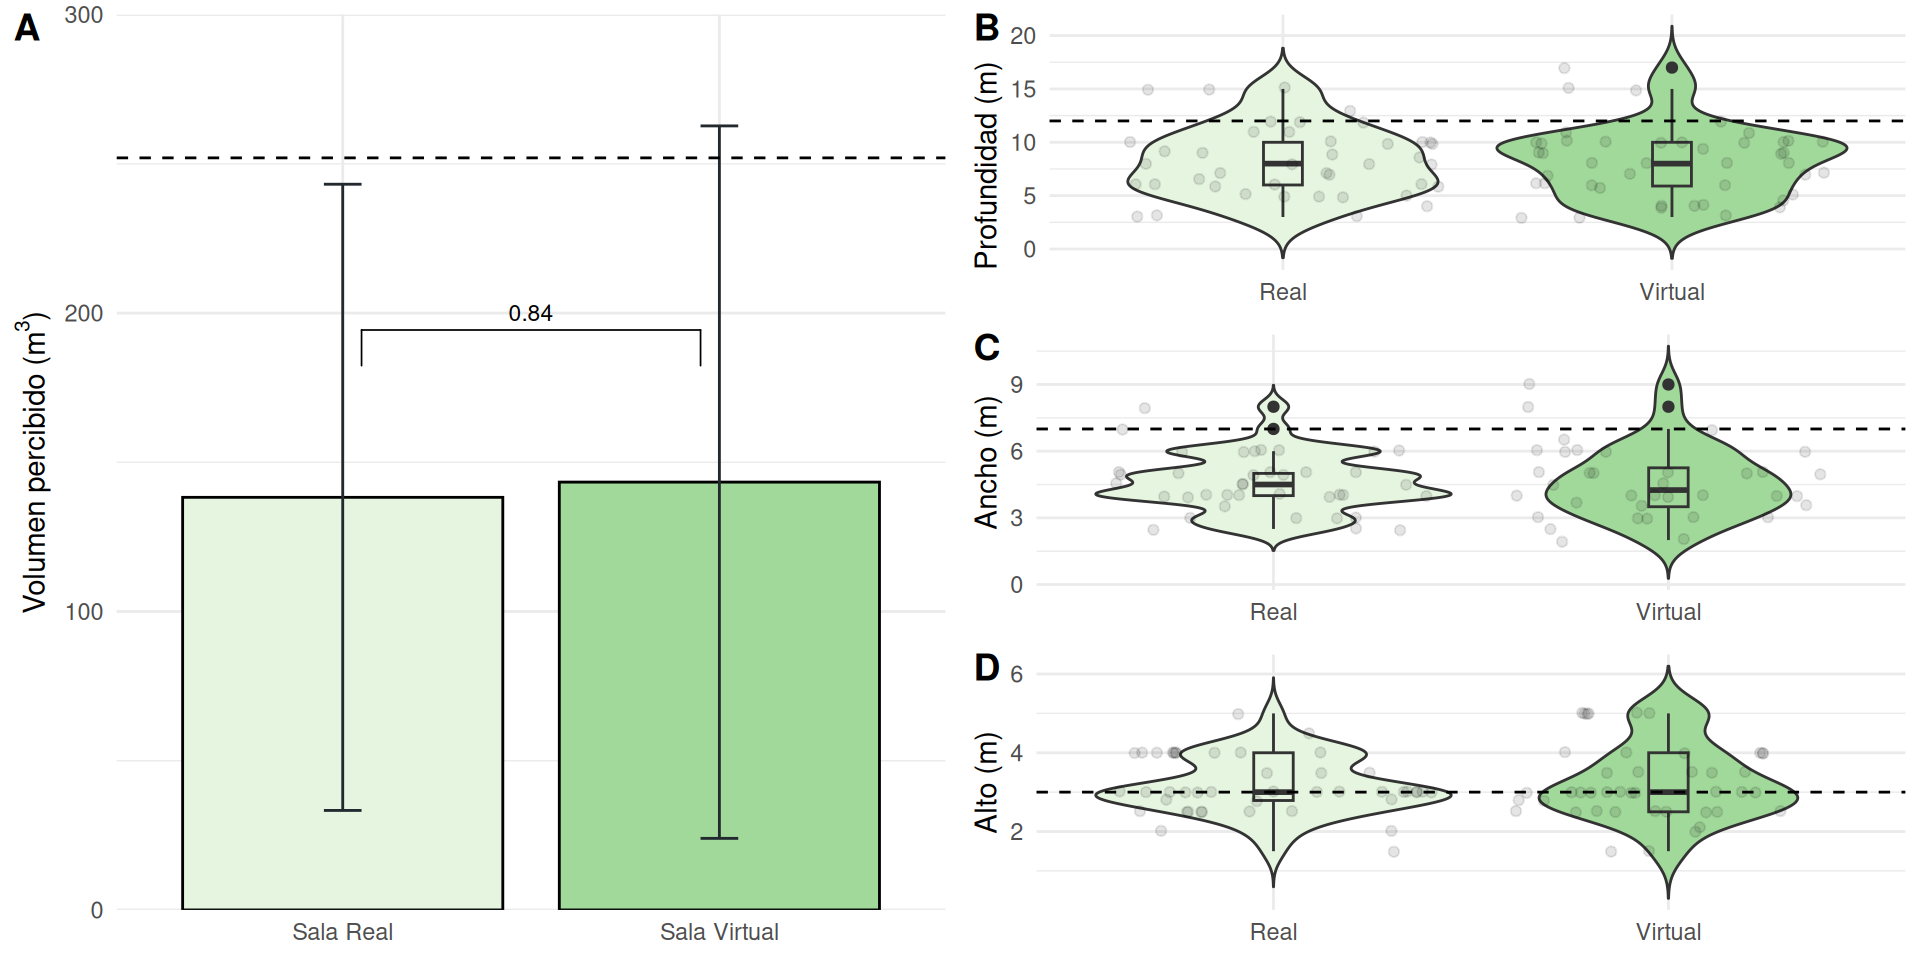 A
Volumen percibido (m³)
300
200
100
0
0.84
Sala Real
Sala Virtual
B
Profundidad (m)
20
15
10
5
0
Real
Virtual
C
Ancho (m)
9
6
3
0
Real
Virtual
D
Alto (m)
6
4
2
Real
Virtual